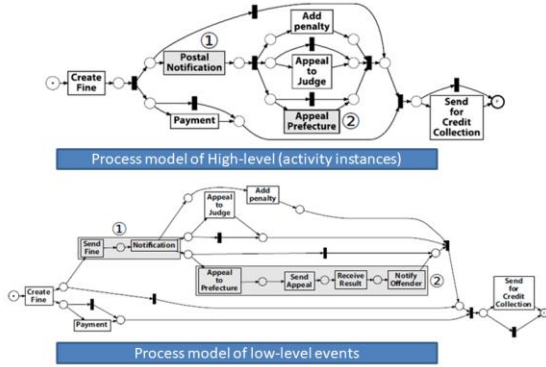 Add
penalty
①
Postal
Notification
Create
Fine
Appeal
to
Judge
Appeal
Prefecture
②
Payment
Send
for
Credit
Collection
Process model of High-level (activity instances)
Add
penalty
Appeal
to
Judge
①
Send
Fine
Notification
Appeal
to
Prefecture
Send
Appeal
Receive
Result
Notify
Offender
②
Create
Fine
Payment
Send
for
Credit
Collection
Process model of low-level events